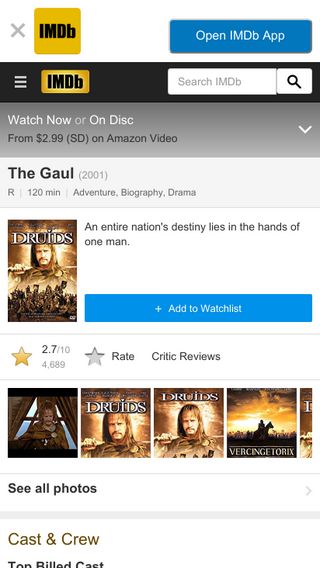 IMDb
Open IMDb App
IMDb
Search IMDb
Watch Now or On Disc
From $2.99 (SD) on Amazon Video
The Gaul (2001)
R | 120 min | Adventure, Biography, Drama
DRUIDS
An entire nation's destiny lies in the hands of
one man.
+ Add to Watchlist
2.7/10
4,689
Rate
Critic Reviews
DRUIDS
DRUIDS
VERCINGETORIX
See all photos
Cast & Crew
Top Billed Cast